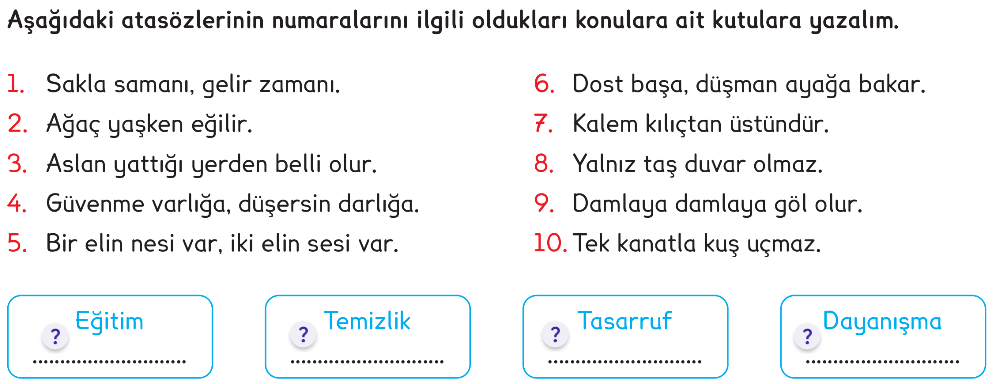 Aşağıdaki atasözlerinin numaralarını ilgili oldukları konulara ait kutulara yazalım.
1. Sakla samanı, gelir zamanı.
2. Ağaç yaşken eğilir.
3. Aslan yattığı yerden belli olur.
4. Güvenme varlığa, düşersin darlığa.
5. Bir elin nesi var, iki elin sesi var.
6. Dost başa, düşman ayağa bakar.
7. Kalem kılıçtan üstündür.
8. Yalnız taş duvar olmaz.
9. Damlaya damlaya göl olur.
10. Tek kanatla kuş uçmaz.
Eğitim
? ............................
Temizlik
? ............................
Tasarruf
? ............................
Dayanışma
? ............................